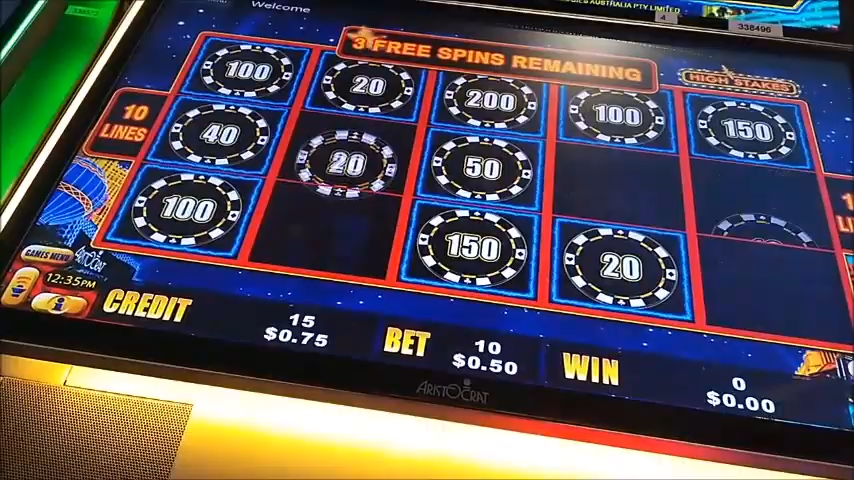 Welcome
AUSTRALIA PTY LIMITED
4
338496
3 FREE SPINS REMAINING
HIGH STAKES
10
LINES
100
20
200
100
150
40
20
50
100
150
20
GAMES MENU
ARISTOCRAT
12:35PM
CREDIT
15
$0.75
BET
10
$0.50
WIN
0
$0.00
ARISTOCRAT